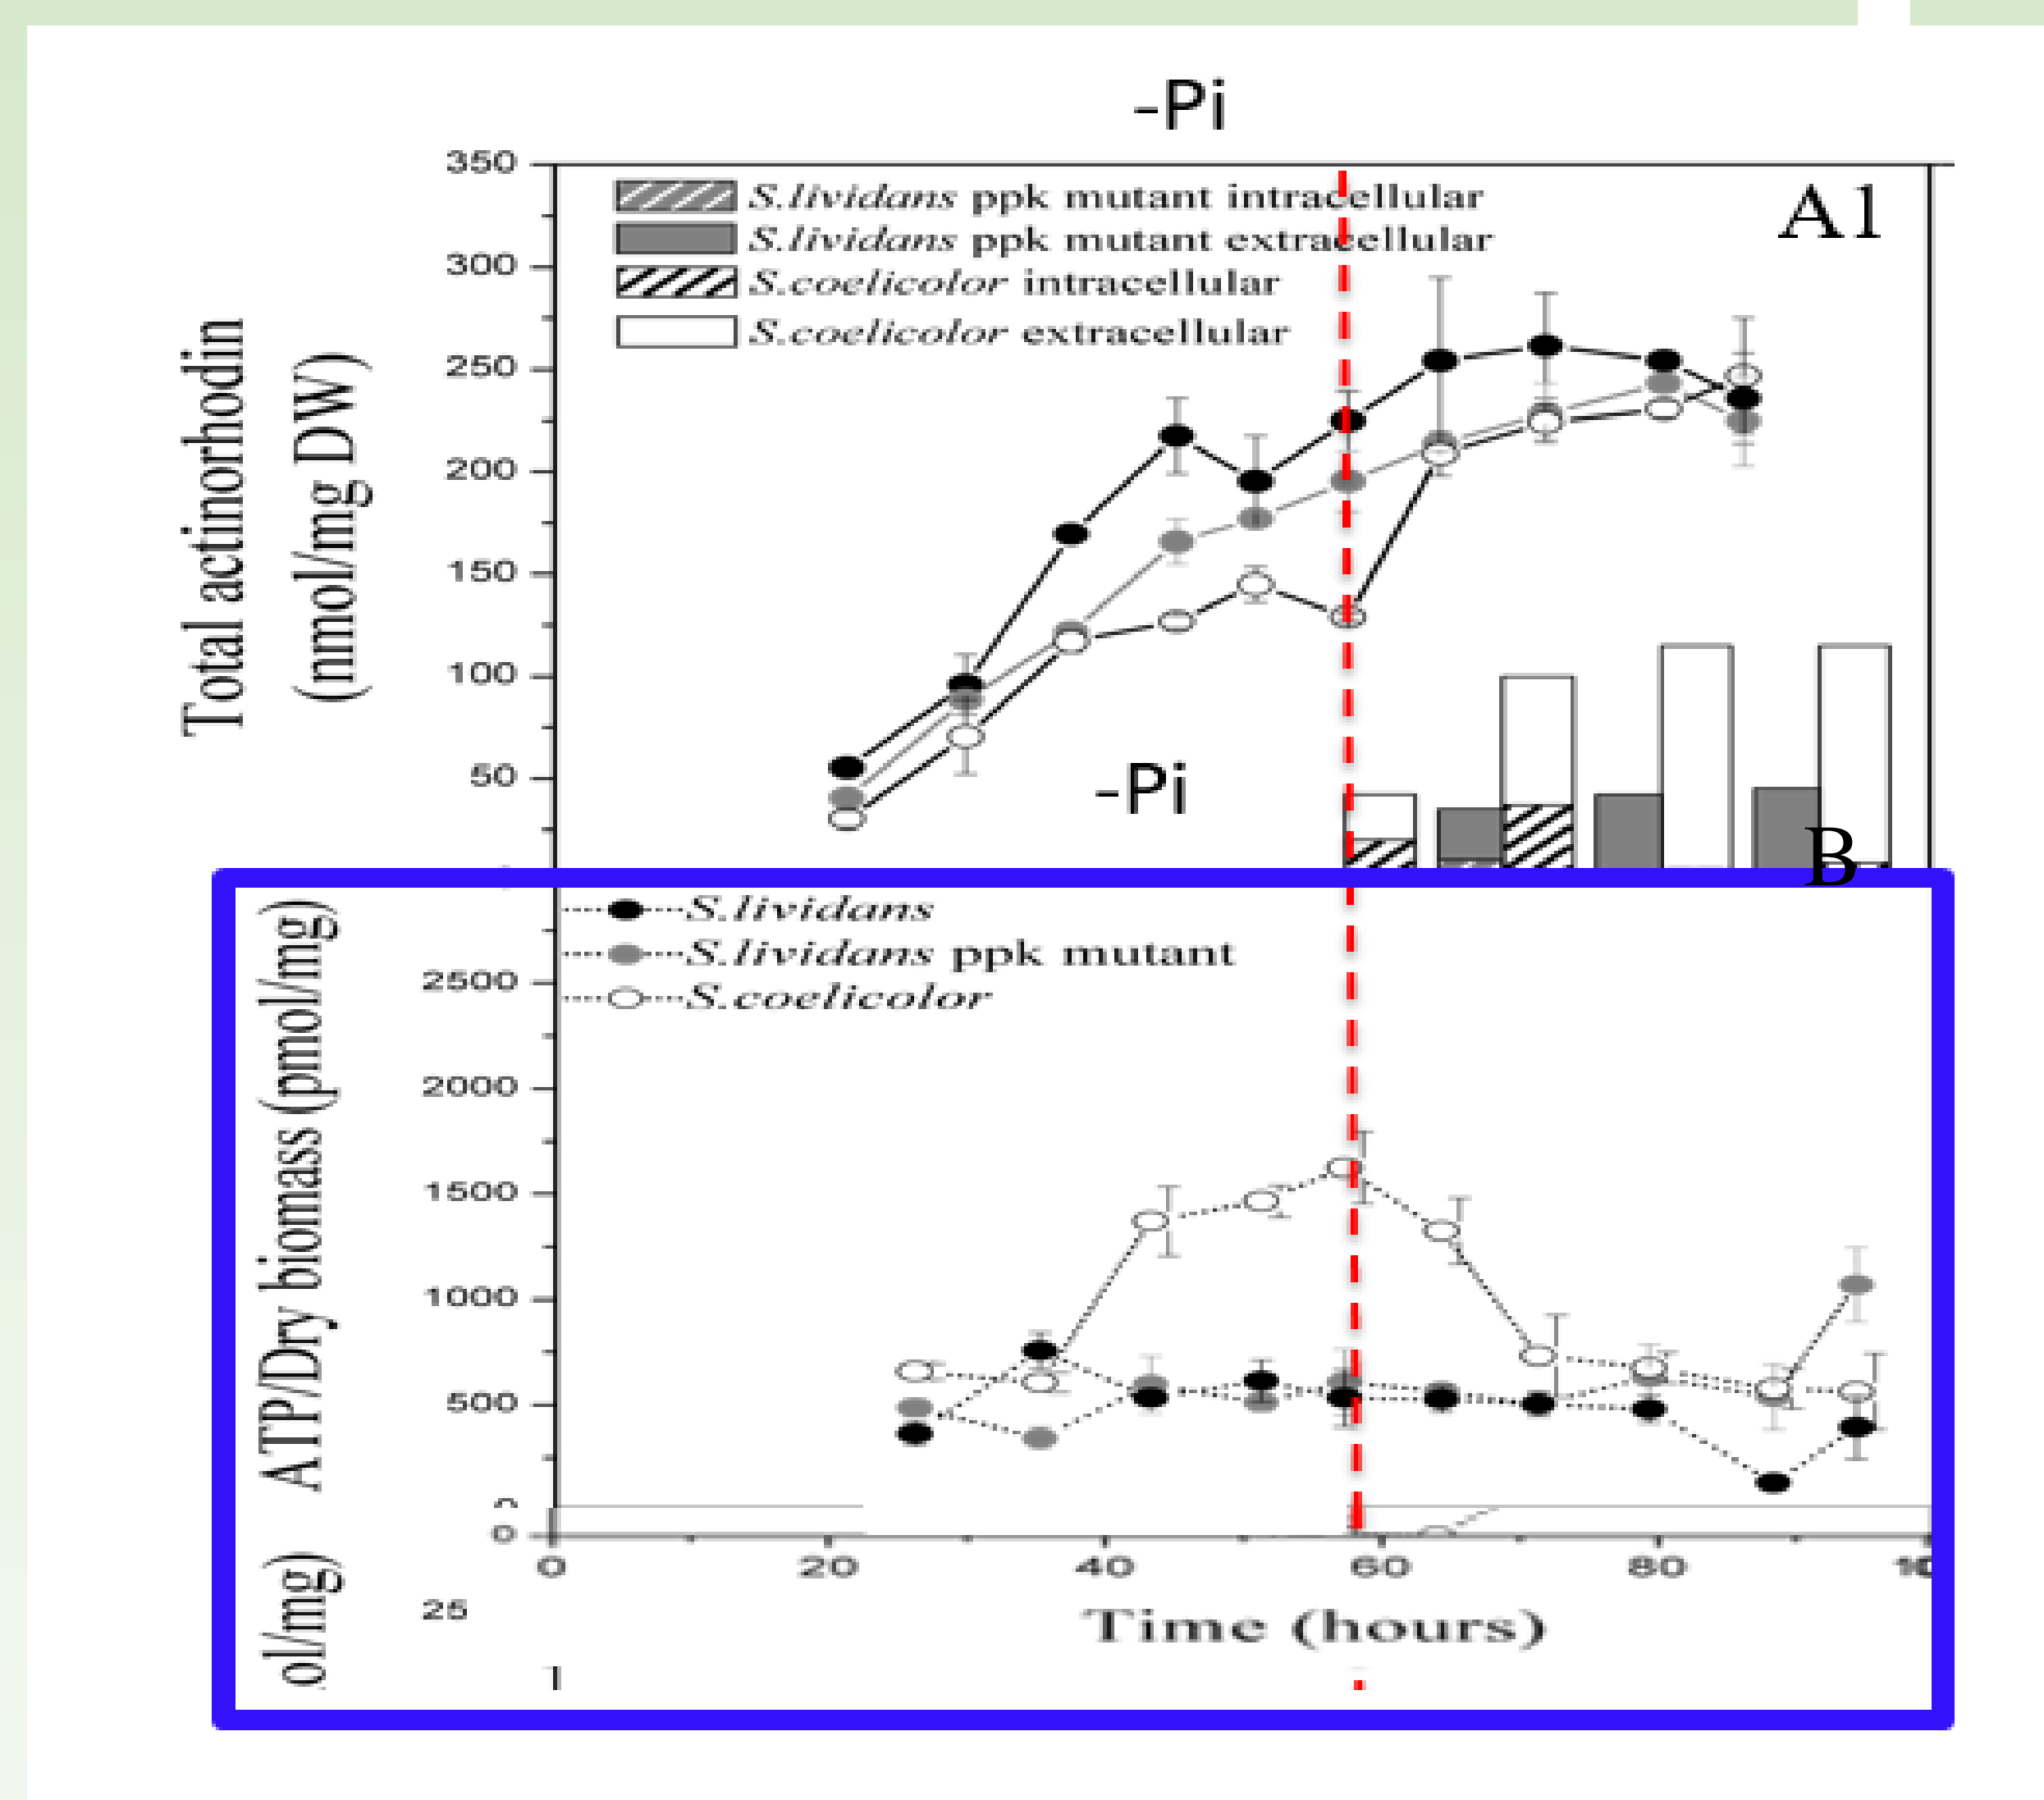 -Pi
350
S.lividans ppk mutant intracellular
A1
S.lividans ppk mutant extracellular
300
S.coelicolor intracellular
S.coelicolor extracellular
250
200
150
100
50
Total actinorhodin
(nmol/mg DW)
-Pi
B
S.lividans
S.lividans ppk mutant
S.coelicolor
2500
2000
1500
1000
500
0
ATP/Dry biomass (pmol/mg)
0 20 40 60 80
ol/mg)
25
Time (hours)